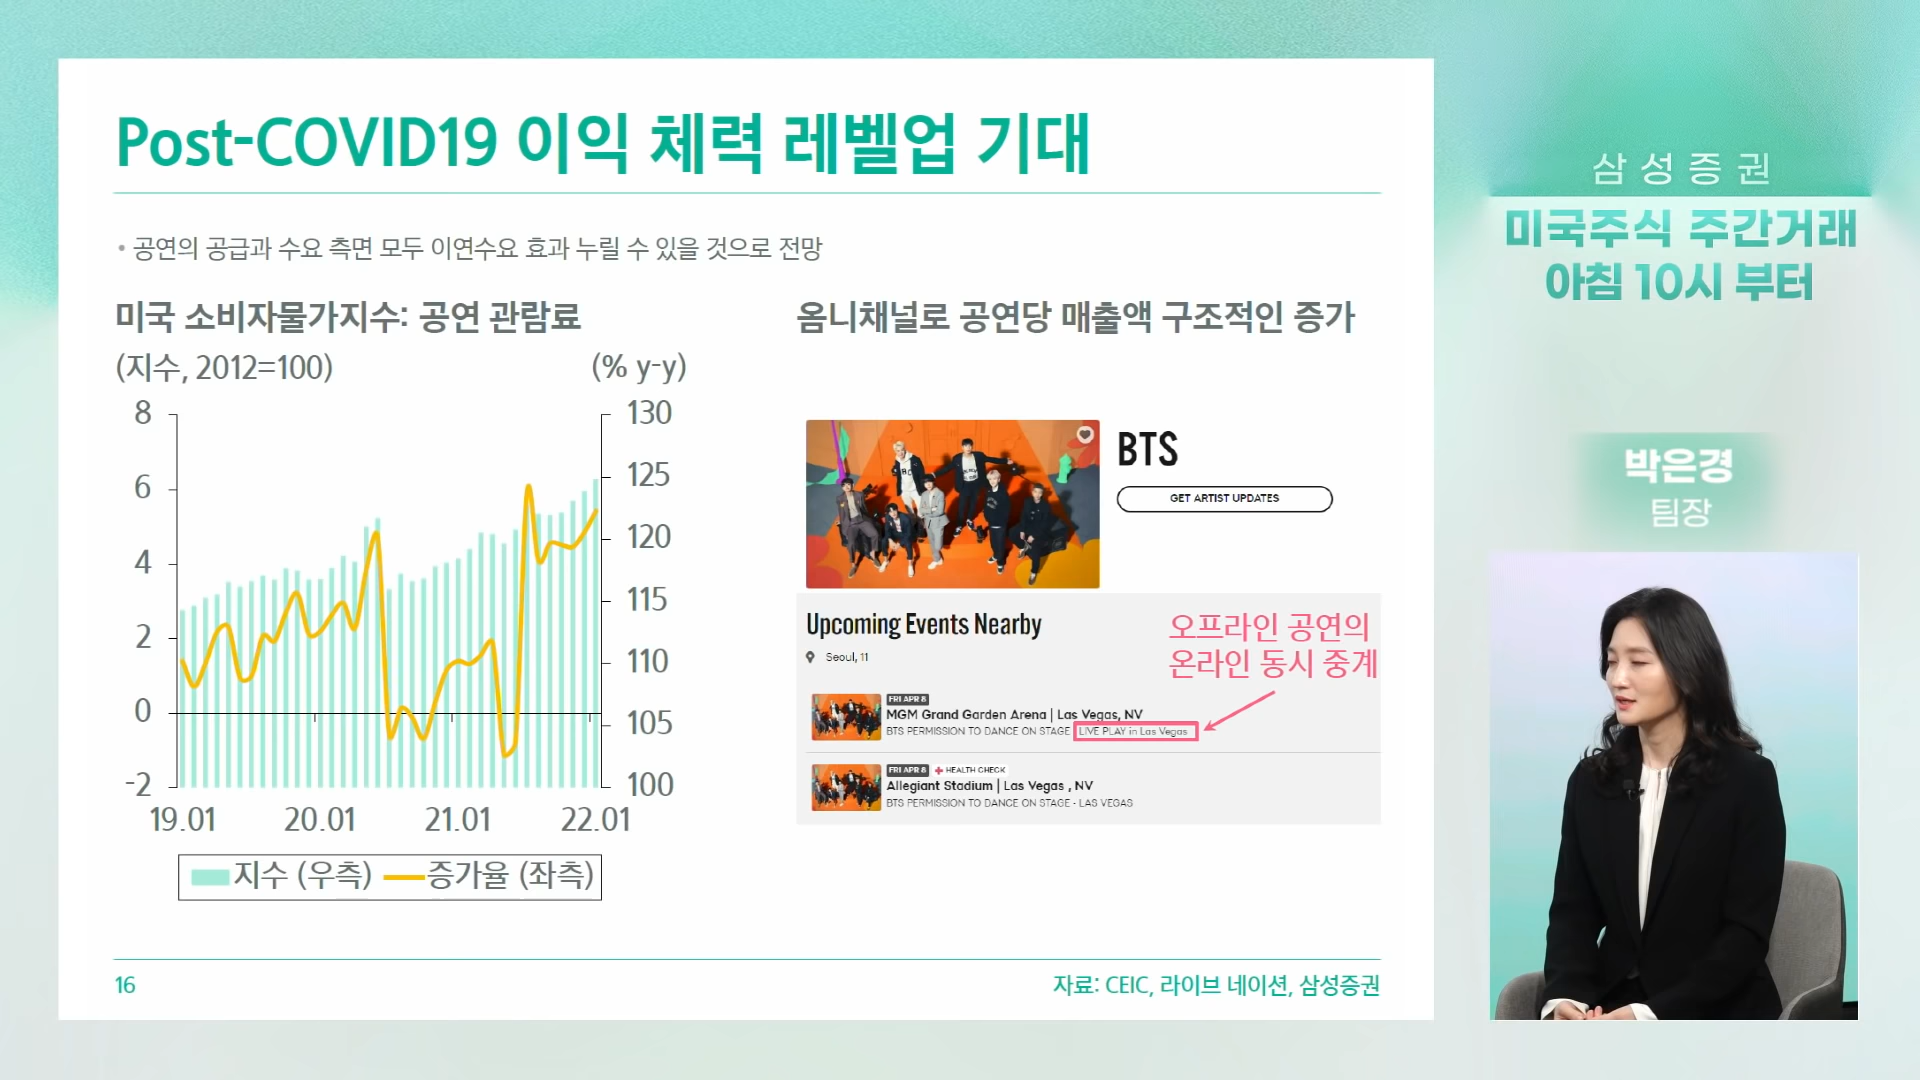 Post-COVID19 이익 체력 레벨업 기대
• 공연의 공급과 수요 측면 모두 이연수요 효과 누릴 수 있을 것으로 전망
미국 소비자물가지수: 공연 관람료
(지수, 2012=100)
(% y-y)
8
6
4
2
0
-2
130
125
120
115
110
105
100
19.01
20.01
21.01
22.01
지수 (우측)
증가율 (좌측)
옴니채널로 공연당 매출액 구조적인 증가
BTS
GET ARTIST UPDATES
Upcoming Events Nearby
Seoul, 11
오프라인 공연의
온라인 동시 중계
FRI APR 8
MGM Grand Garden Arena | Las Vegas, NV
BTS PERMISSION TO DANCE ON STAGE LIVE PLAY in Las Vegas
FRI APR 8 + HEALTH CHECK
Allegiant Stadium | Las Vegas , NV
BTS PERMISSION TO DANCE ON STAGE - LAS VEGAS
16
자료: CEIC, 라이브 네이션, 삼성증권
삼성증권
미국주식 주간거래
아침 10시 부터
박은경
팀장